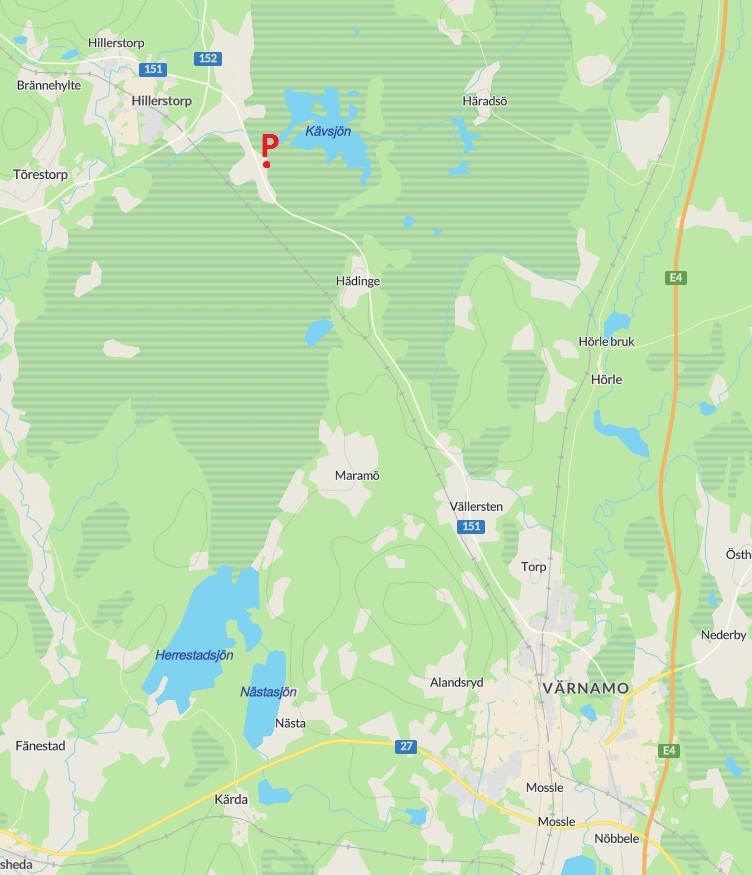 Hillerstorp
152
151
Brännehylte
Hillerstorp
Häradsö
Kävsjön
P
Törestorp
Hädinge
E4
Hörle bruk
Hörle
Maramö
Vällersten
151
Östh
Torp
Nederby
Herrestadsjön
Alandsryd
VÄRNAMO
Nästasjön
Nästa
Fänestad
27
E4
Mossle
Kärda
Mossle
Nöbbele
sheda